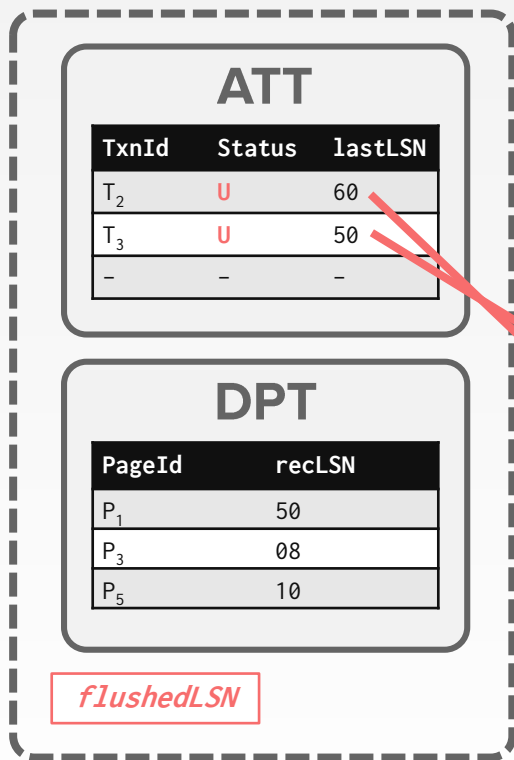 ATT
TxnId Status lastLSN
T₂ U 60
T₃ U 50
– – –
DPT
PageId recLSN
P₁ 50
P₃ 08
P₅ 10
flushedLSN